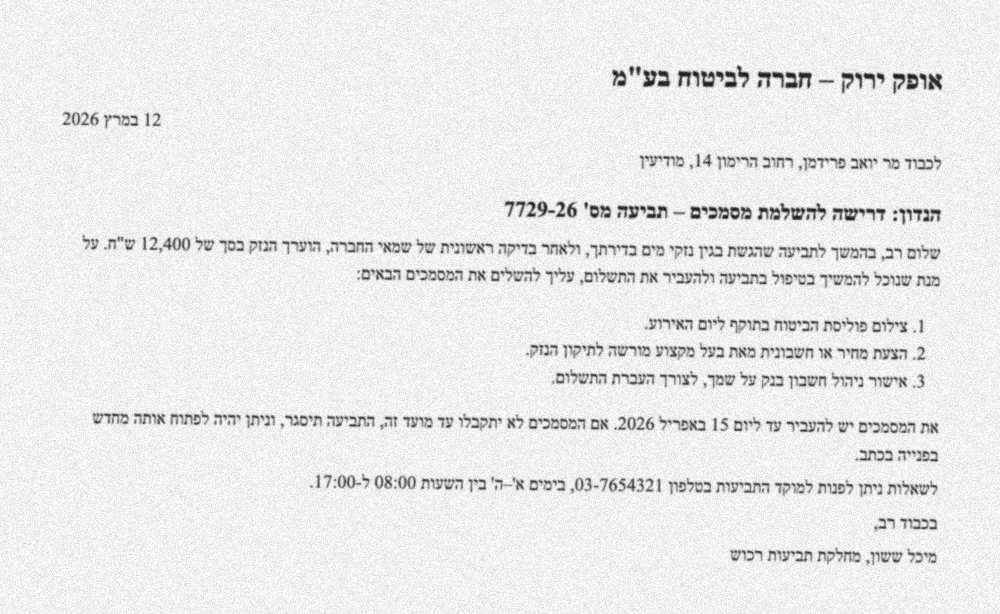 אופק ירוק – חברה לביטוח בע"מ
12 במרץ 2026
לכבוד מר יואב פרידמן, רחוב הרימון 14, מודיעין
הנדון: דרישה להשלמת מסמכים – תביעה מס' 7729-26
שלום רב, בהמשך לתביעה שהגשת בגין נזקי מים בדירתך, ולאחר בדיקה ראשונית של שמאי החברה, הוערך הנזק בסך של 12,400 ש"ח. על
מנת שנוכל להמשיך בטיפול בתביעה ולהעביר את התשלום, עליך להשלים את המסמכים הבאים:
1. צילום פוליסת הביטוח בתוקף ליום האירוע.
2. הצעת מחיר או חשבונית מאת בעל מקצוע מורשה לתיקון הנזק.
3. אישור ניהול חשבון בנק על שמך, לצורך העברת התשלום.
את המסמכים יש להעביר עד ליום 15 באפריל 2026. אם המסמכים לא יתקבלו עד מועד זה, התביעה תיסגר, וניתן יהיה לפתוח אותה מחדש
בפנייה בכתב.
לשאלות ניתן לפנות למוקד התביעות בטלפון 03-7654321, בימים א'–ה' בין השעות 08:00 ל-17:00.
בכבוד רב,
מיכל ששון, מחלקת תביעות רכוש